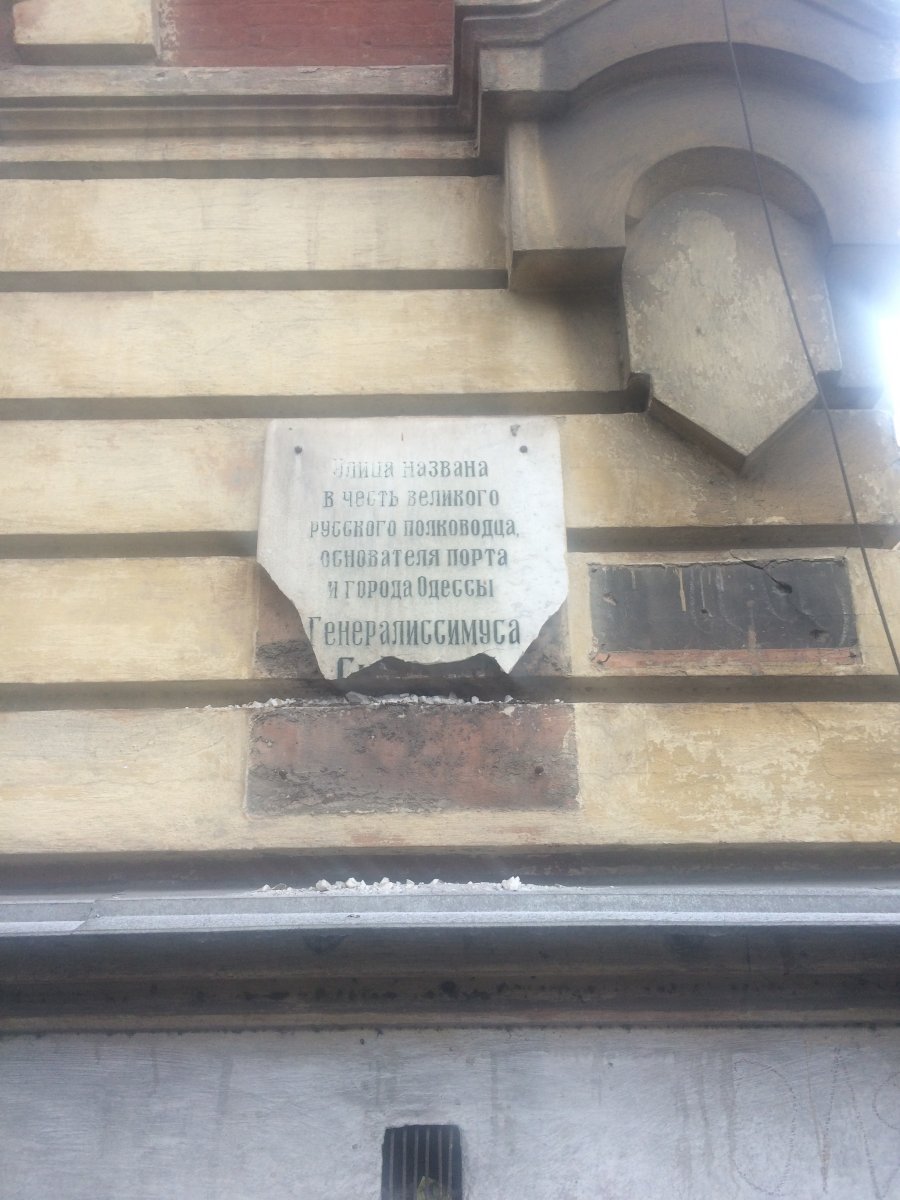 Улица названа
в честь великого
русского полководца,
основателя порта
и города Одессы
Генералиссимуса